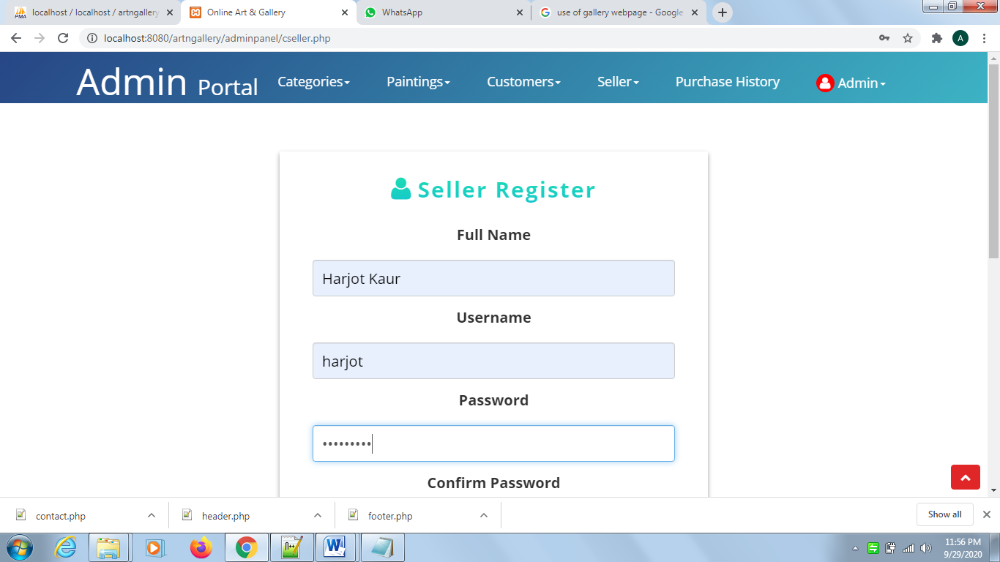 localhost / localhost / artngallery
Online Art & Gallery
WhatsApp
use of gallery webpage - Google
localhost:8080/artngallery/adminpanel/cseller.php
A
Admin Portal
Categories
Paintings
Customers
Seller
Purchase History
Admin
Seller Register
Full Name
Harjot Kaur
Username
harjot
Password
•••••••••
Confirm Password
contact.php
header.php
footer.php
Show all
11:56 PM
9/29/2020